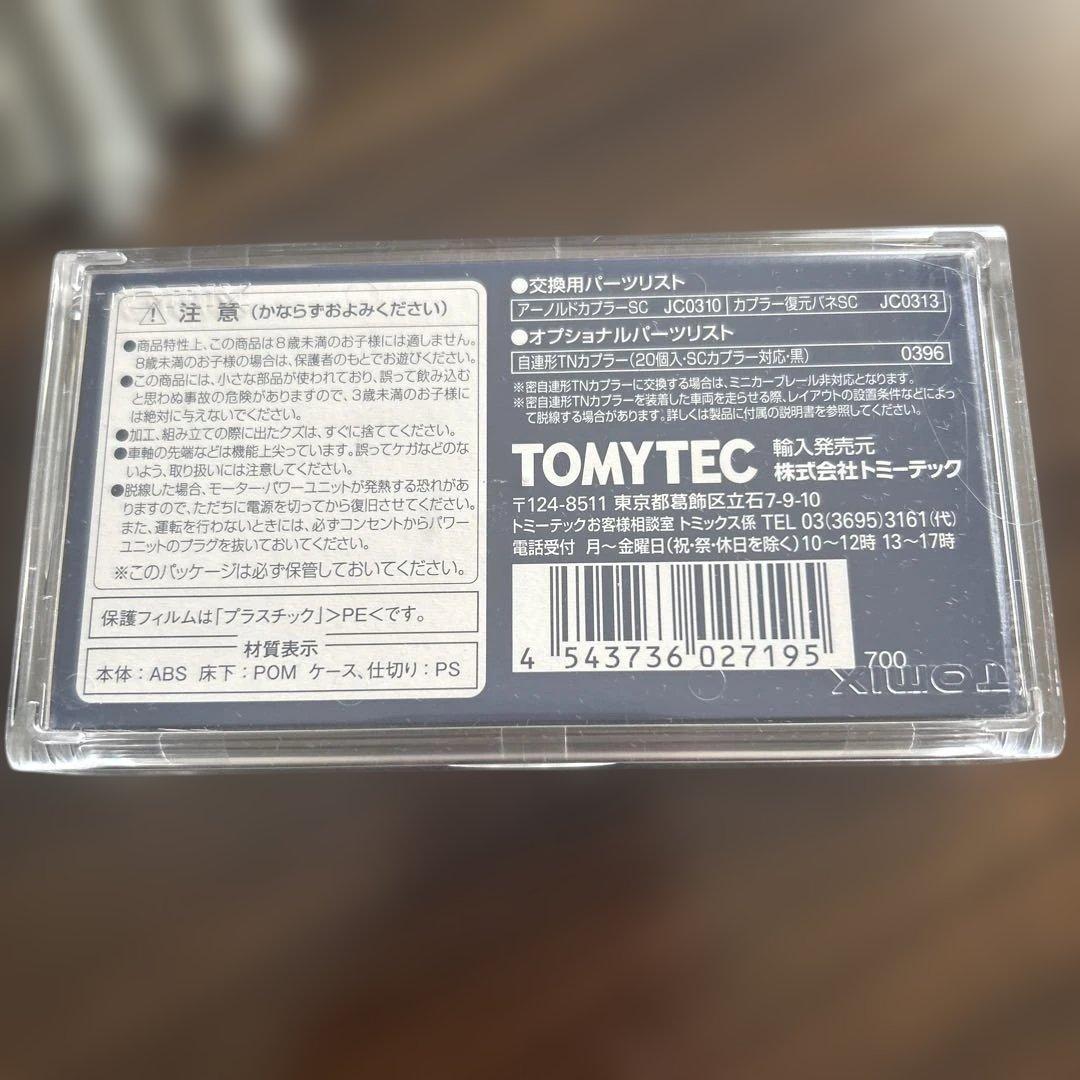 注意(かならずおよみください)
●商品特性上、この商品は8歳未満のお子様には適しません。
8歳未満のお子様の場合は、保護者のもとでお遊びください。
●この商品には、小さな部品が使われており、誤って飲み込む
と思わぬ事故の危険がありますので、3歳未満のお子様に
は絶対に与えないでください。
●加工、組み立ての際に出たクズは、すぐに捨ててください。
●車軸の先端などは機能上尖っています。誤ってケガなどのな
いよう、取り扱いには注意してください。
●脱線した場合、モーター・パワーユニットが発熱する恐れがあ
りますので、ただちに電源を切ってから復旧させてください。
また、運転を行わないときには、必ずコンセントからパワー
ユニットのプラグを抜いておいてください。
※このパッケージは必ず保管しておいてください。
保護フィルムは「プラスチック」>PE<です。
材質表示
本体:ABS 床下:POM ケース、仕切り:PS
●交換用パーツリスト
アーノルドカプラーSC JC0310 カプラー復元バネSC JC0313
●オプショナルパーツリスト
自連形TNカプラー(20個入・SCカプラー対応・黒) 0396
※密自連形TNカプラーに交換する場合は、ミニカーブレール非対応となります。
※密自連形TNカプラーを装着した車両を走らせる際、レイアウトの設置条件などによっ
て脱線する場合があります。詳しくは製品に付属の説明書を参照してください。
TOMYTEC 輸入発売元
株式会社トミーテック
〒124-8511 東京都葛飾区立石7-9-10
トミーテックお客様相談室 トミックス係 TEL 03(3695)3161(代)
電話受付 月~金曜日(祝・祭・休日を除く)10~12時 13~17時
4 543736 027195
700
TOMIX